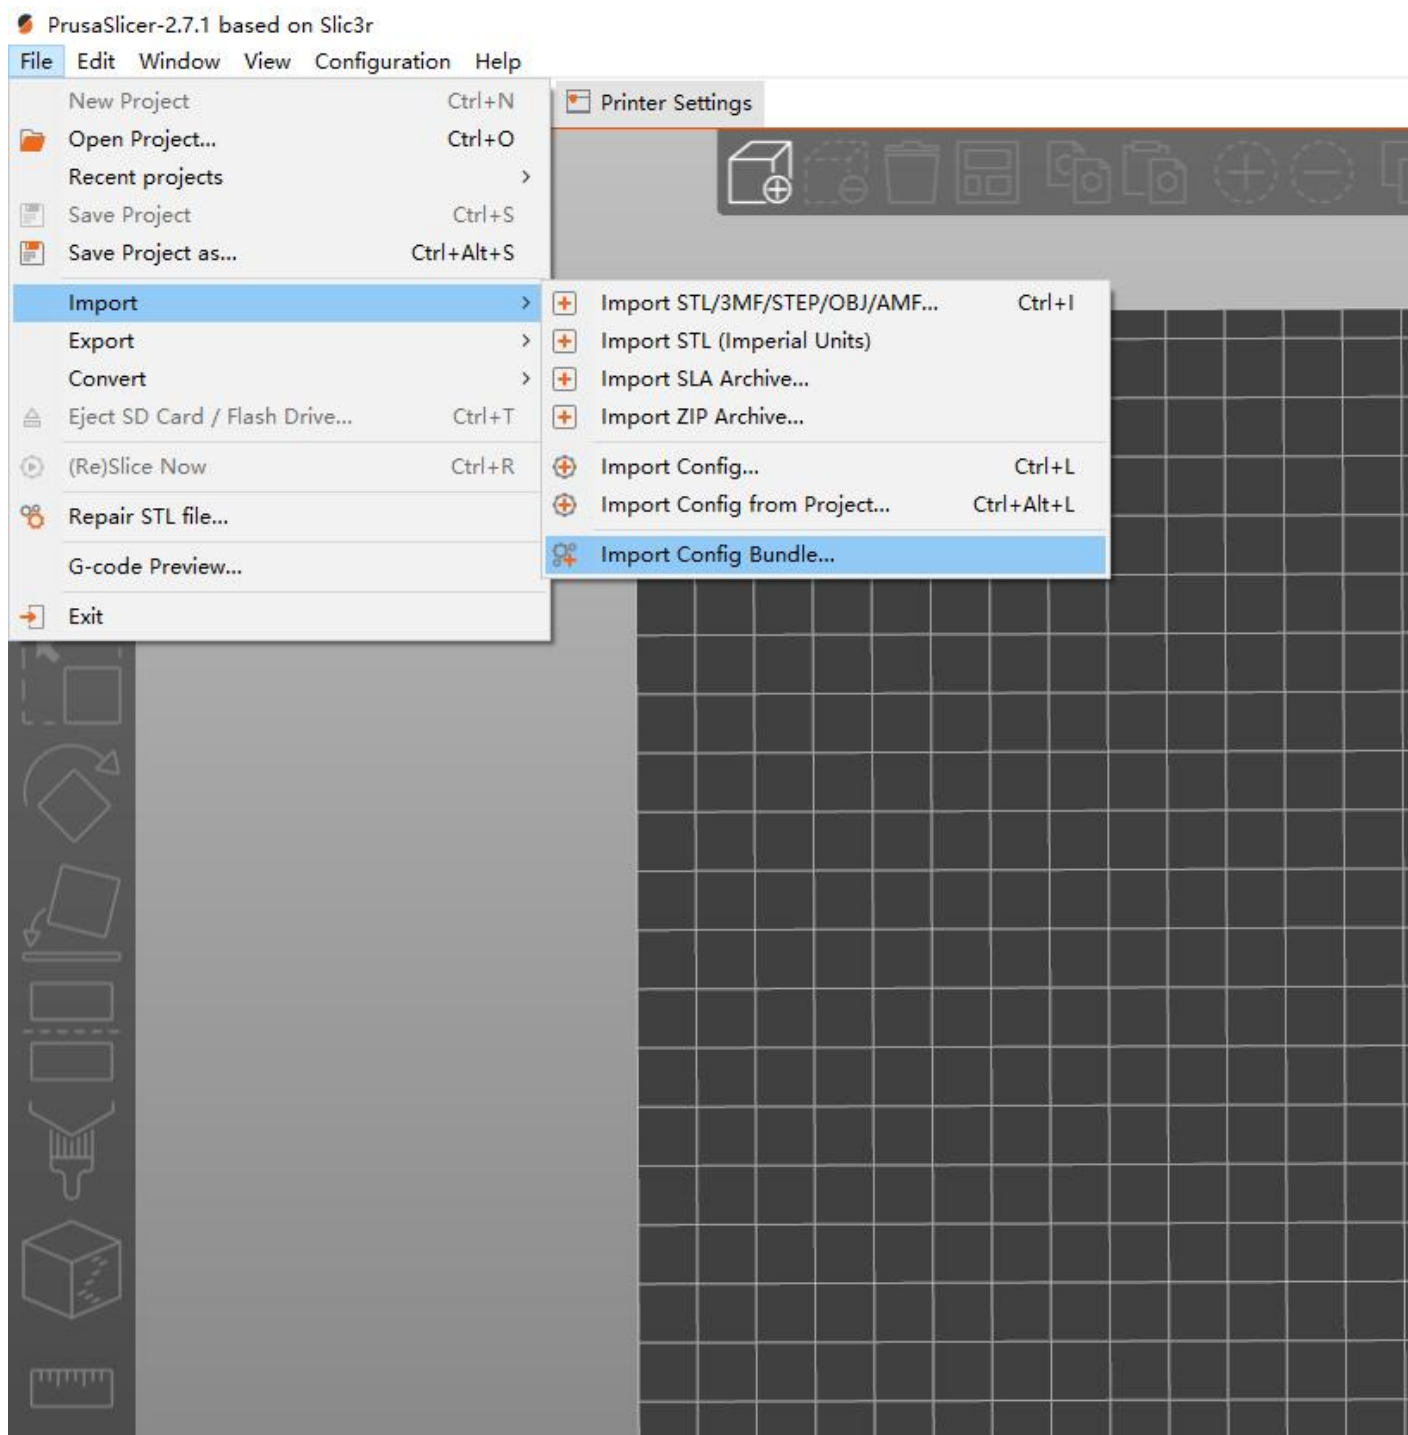 PrusaSlicer-2.7.1 based on Slic3r
File Edit Window View Configuration Help
New Project Ctrl+N
Printer Settings
Open Project... Ctrl+O
Recent projects
Save Project Ctrl+S
Save Project as... Ctrl+Alt+S
Import
Export
Convert
Eject SD Card / Flash Drive... Ctrl+T
(Re)Slice Now Ctrl+R
Repair STL file...
G-code Preview...
Exit
Import STL/3MF/STEP/OBJ/AMF... Ctrl+I
Import STL (Imperial Units)
Import SLA Archive...
Import ZIP Archive...
Import Config... Ctrl+L
Import Config from Project... Ctrl+Alt+L
Import Config Bundle...